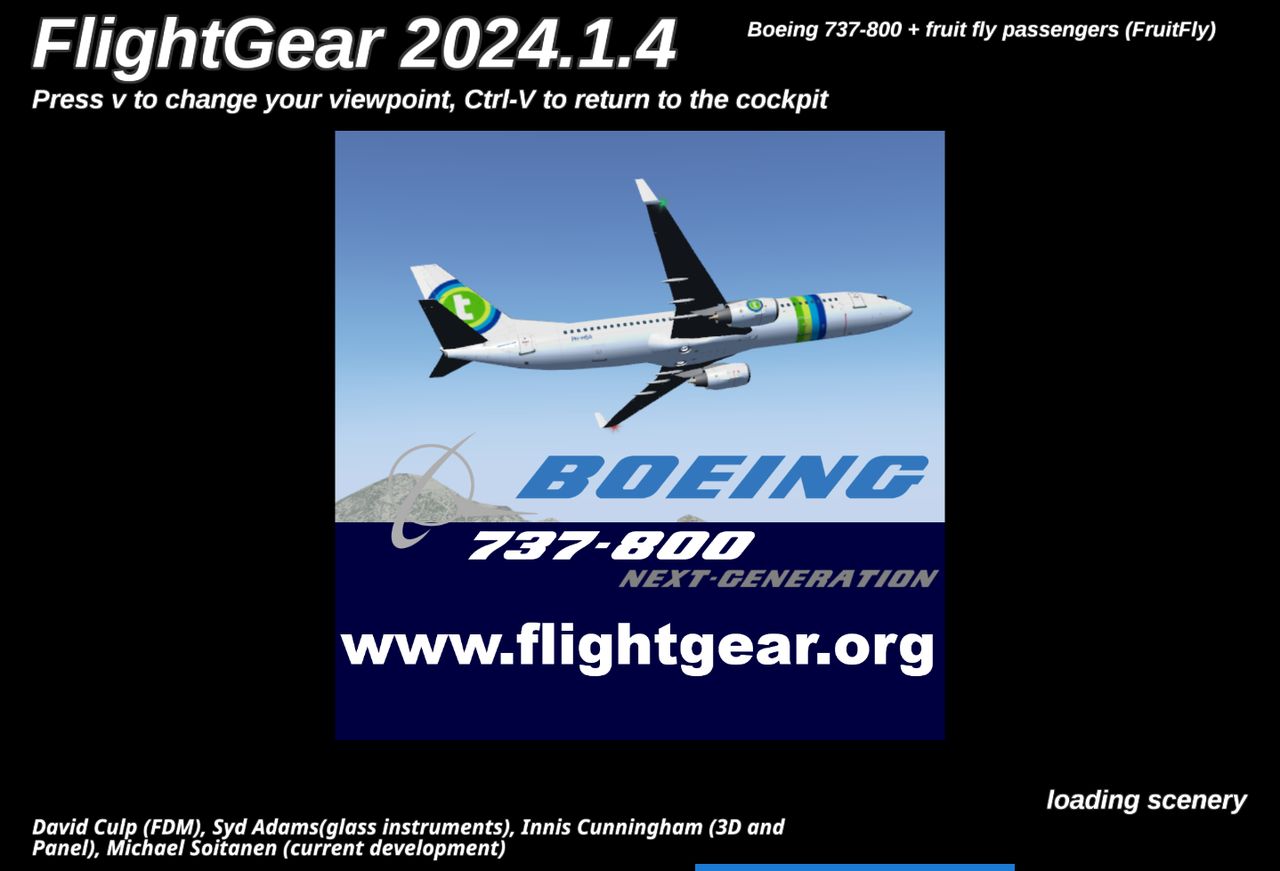 FlightGear 2024.1.4
Boeing 737-800 + fruit fly passengers (FruitFly)
Press v to change your viewpoint, Ctrl-V to return to the cockpit
t
BOEING
737-800
NEXT-GENERATION
www.flightgear.org
loading scenery
David Culp (FDM), Syd Adams(glass instruments), Innis Cunningham (3D and
Panel), Michael Soitanen (current development)